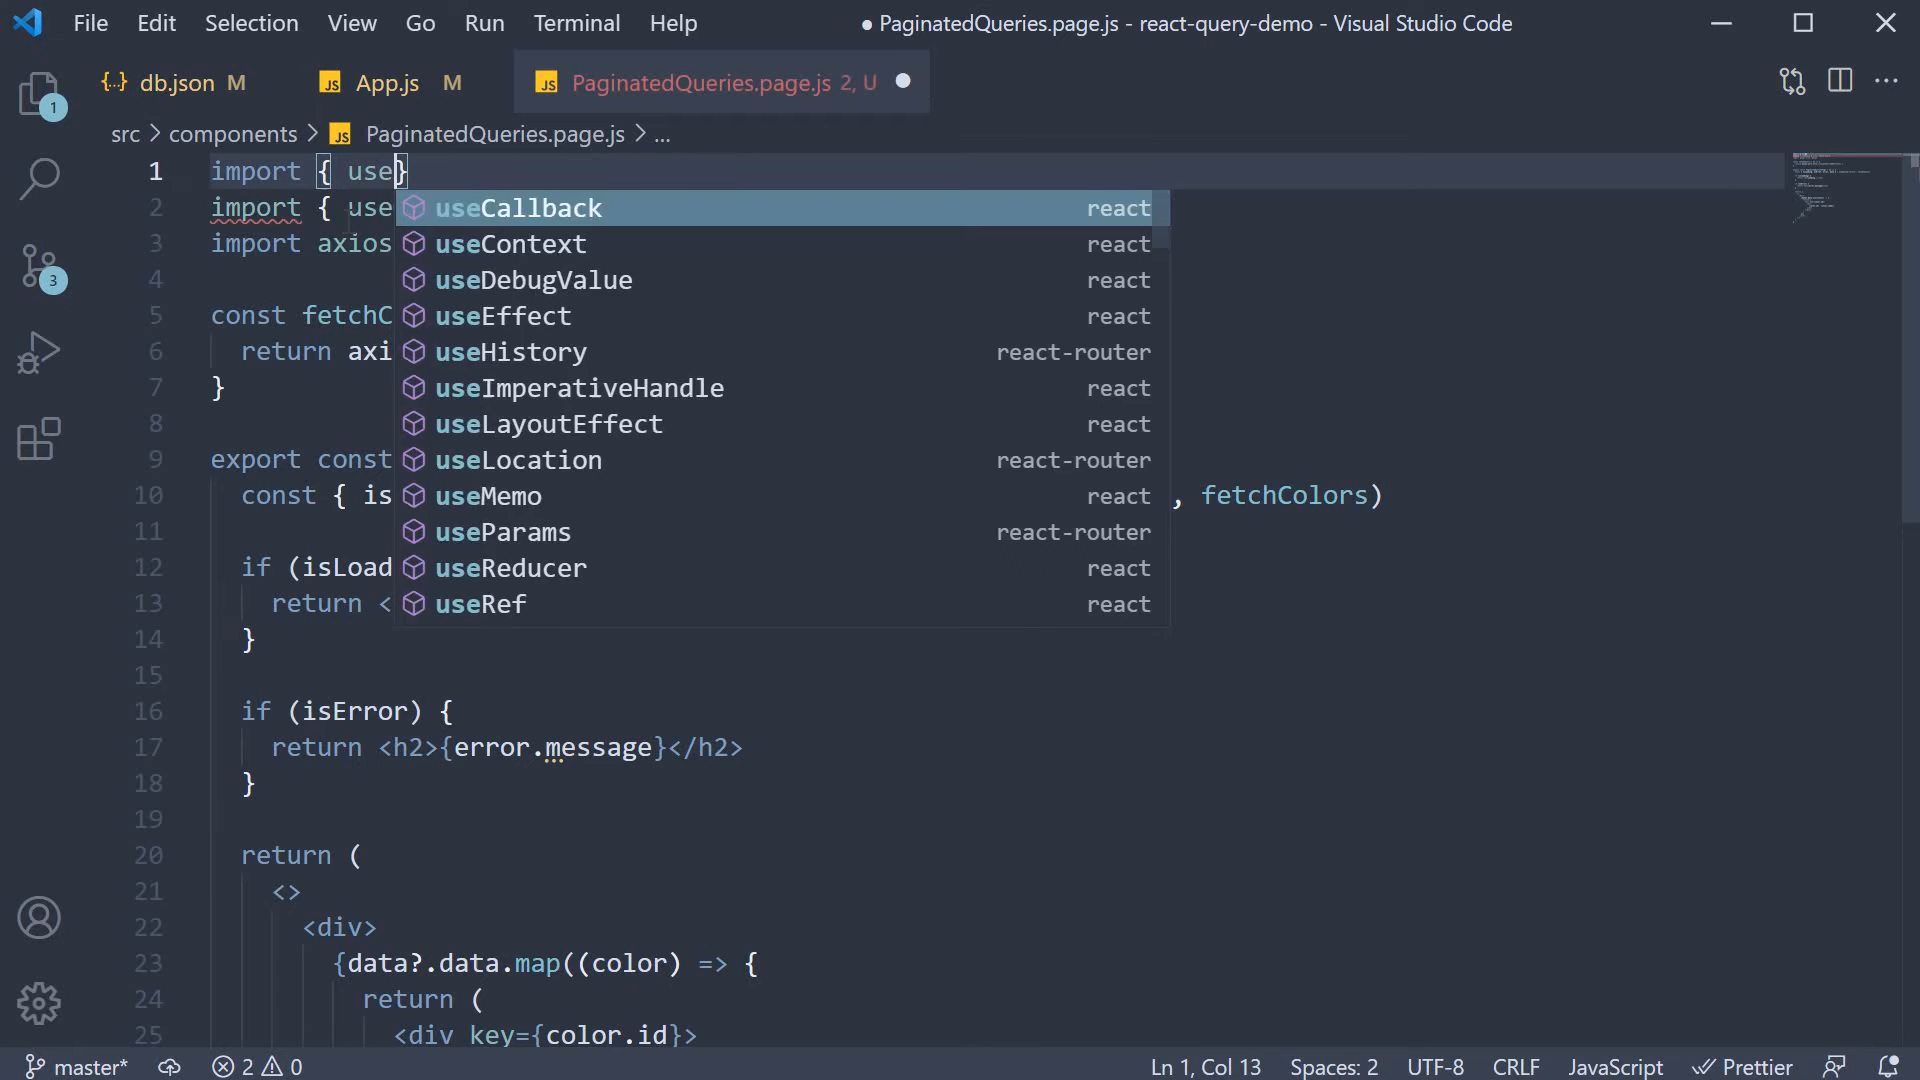 File Edit Selection View Go Run Terminal Help ● PaginatedQueries.page.js - react-query-demo - Visual Studio Code
{..} db.json M JS App.js M JS PaginatedQueries.page.js 2, U
src > components > JS PaginatedQueries.page.js > ...
1 import { use}
2 import { use
3 import axios
4
5 const fetchC
6 return axi
7 }
8
9 export const
10 const { is , fetchColors)
11
12 if (isLoad
13 return <
14 }
15
16 if (isError) {
17 return <h2>{error.message}</h2>
18 }
19
20 return (
21 <>
22 <div>
23 {data?.data.map((color) => {
24 return (
25 <div key={color.id}>
useCallback react
useContext react
useDebugValue react
useEffect react
useHistory react-router
useImperativeHandle react
useLayoutEffect react
useLocation react-router
useMemo react
useParams react-router
useReducer react
useRef react
1
3
master* 2 0 Ln 1, Col 13 Spaces: 2 UTF-8 CRLF JavaScript Prettier